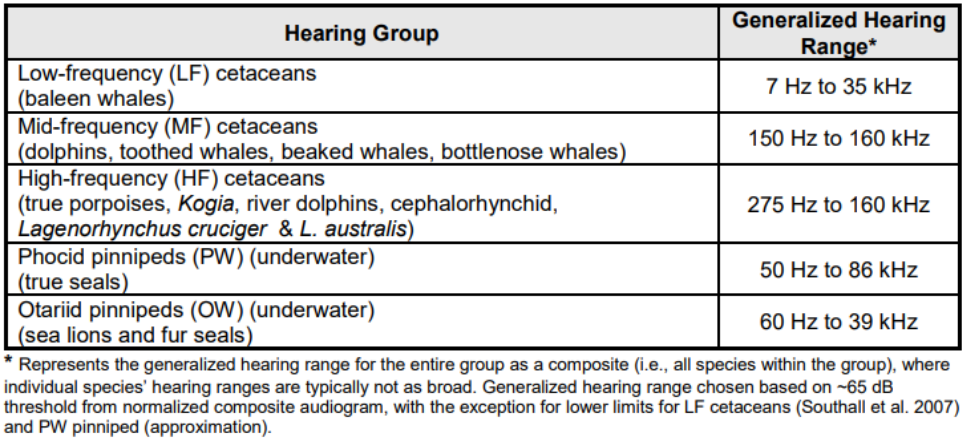 Hearing Group
Generalized Hearing
Range*
Low-frequency (LF) cetaceans
(baleen whales)
7 Hz to 35 kHz
Mid-frequency (MF) cetaceans
(dolphins, toothed whales, beaked whales, bottlenose whales)
150 Hz to 160 kHz
High-frequency (HF) cetaceans
(true porpoises, Kogia, river dolphins, cephalorhynchid,
Lagenorhynchus cruciger & L. australis)
275 Hz to 160 kHz
Phocid pinnipeds (PW) (underwater)
(true seals)
50 Hz to 86 kHz
Otariid pinnipeds (OW) (underwater)
(sea lions and fur seals)
60 Hz to 39 kHz
* Represents the generalized hearing range for the entire group as a composite (i.e., all species within the group), where
individual species’ hearing ranges are typically not as broad. Generalized hearing range chosen based on ~65 dB
threshold from normalized composite audiogram, with the exception for lower limits for LF cetaceans (Southall et al. 2007)
and PW pinniped (approximation).